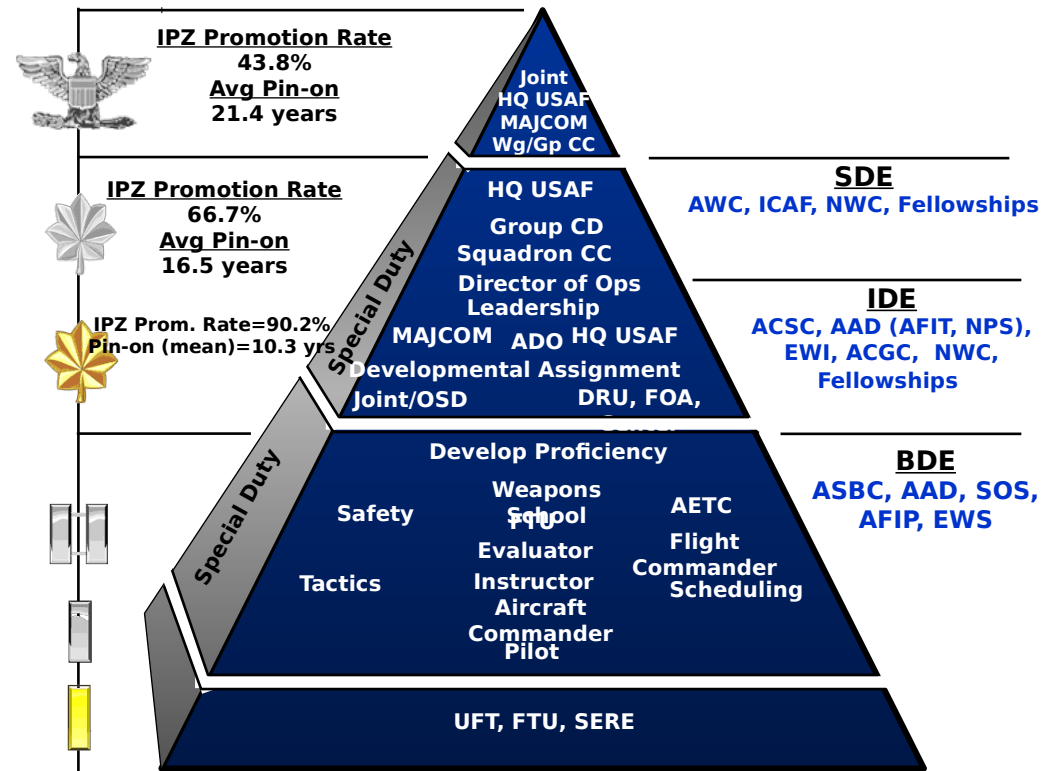 IPZ Promotion Rate
43.8%
Avg Pin-on
21.4 years
IPZ Promotion Rate
66.7%
Avg Pin-on
16.5 years
IPZ Prom. Rate=90.2%
Pin-on (mean)=10.3 yrs
Joint
HQ USAF
MAJCOM
Wg/Gp CC
HQ USAF
Group CD
Squadron CC
Director of Ops
Leadership
MAJCOM ADO HQ USAF
Developmental Assignment
Joint/OSD
DRU, FOA,
Special Duty
Develop Proficiency
Weapons
School
FTU
Safety
AETC
Evaluator
Flight
Commander
Tactics
Instructor
Scheduling
Aircraft
Commander
Pilot
Special Duty
UFT, FTU, SERE
SDE
AWC, ICAF, NWC, Fellowships
IDE
ACSC, AAD (AFIT, NPS),
EWI, ACGC, NWC,
Fellowships
BDE
ASBC, AAD, SOS,
AFIP, EWS